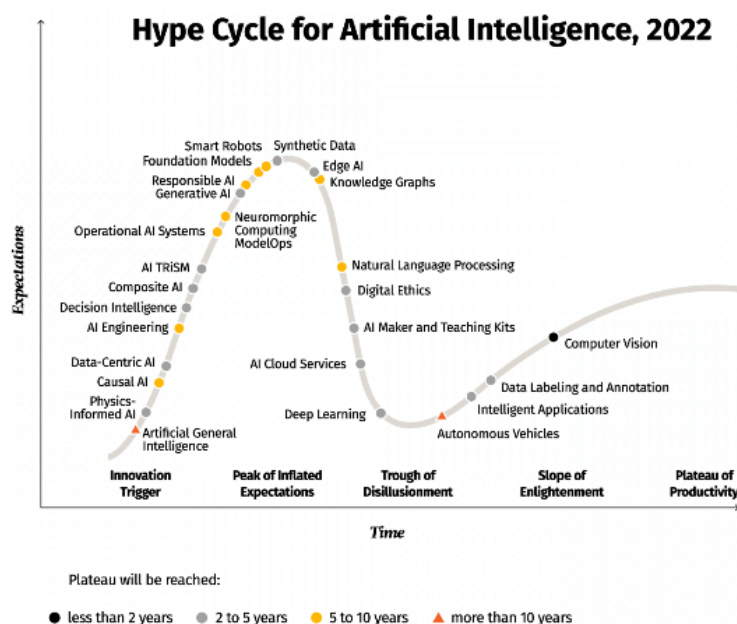 Hype Cycle for Artificial Intelligence, 2022
Expectations
Smart Robots
Synthetic Data
Foundation Models
Edge AI
Responsible AI
Knowledge Graphs
Generative AI
Neuromorphic
Computing
ModelOps
Operational AI Systems
AI TRiSM
Natural Language Processing
Composite AI
Digital Ethics
Decision Intelligence
AI Engineering
AI Maker and Teaching Kits
Computer Vision
Data-Centric AI
AI Cloud Services
Causal AI
Data Labeling and Annotation
Physics-
Informed AI
Deep Learning
Intelligent Applications
Artificial General
Intelligence
Autonomous Vehicles
Innovation
Trigger
Peak of Inflated
Expectations
Trough of
Disillusionment
Slope of
Enlightenment
Plateau of
Productivity
Time
Plateau will be reached:
less than 2 years
2 to 5 years
5 to 10 years
more than 10 years